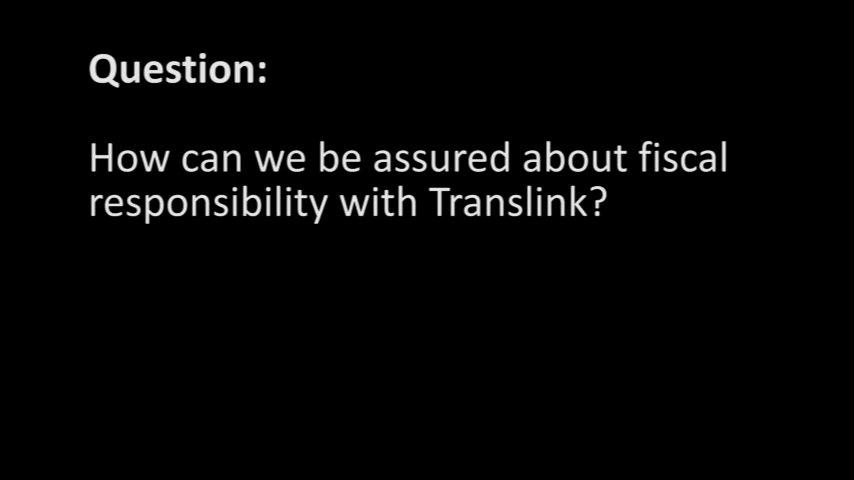 Question:
How can we be assured about fiscal
responsibility with Translink?